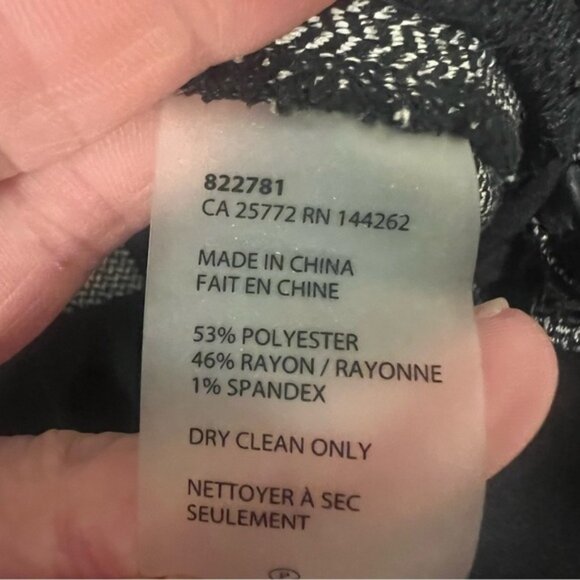 822781
CA 25772 RN 144262
MADE IN CHINA
FAIT EN CHINE
53% POLYESTER
46% RAYON / RAYONNE
1% SPANDEX
DRY CLEAN ONLY
NETTOYER À SEC
SEULEMENT
P